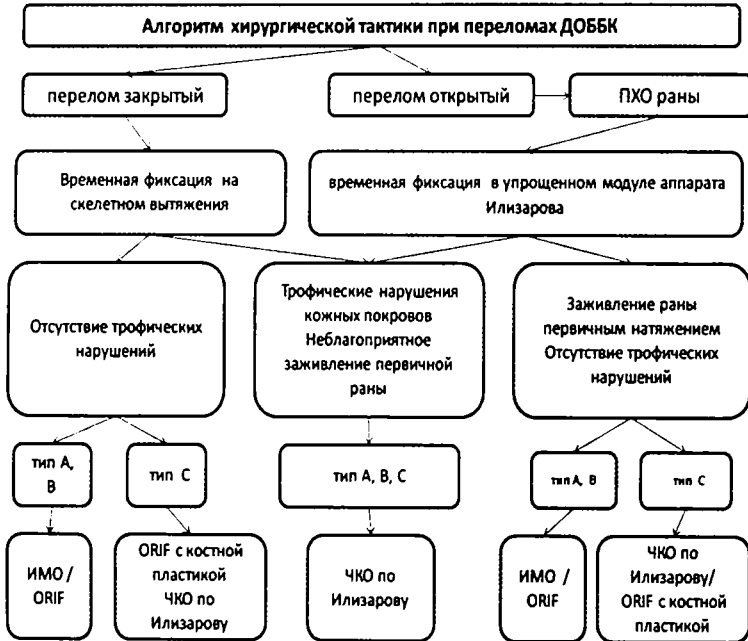 Алгоритм хирургической тактики при переломах ДОББК
перелом закрытый
перелом открытый
ПХО раны
Временная фиксация на
скелетном вытяжения
временная фиксация в упрощенном модуле аппарата
Илизарова
Отсутствие трофических
нарушений
Трофические нарушения
кожных покровов
Неблагоприятное
заживление первичной
раны
Заживление раны
первичным натяжением
Отсутствие трофических
нарушений
тип А,
В
тип С
тип А, В, С
тип А, В
тип С
ИМО /
ORIF
ORIF с костной
пластикой
ЧКО по
Илизарову
ЧКО по
Илизарову
ИМО /
ORIF
ЧКО по
Илизарову/
ORIF с костной
пластикой